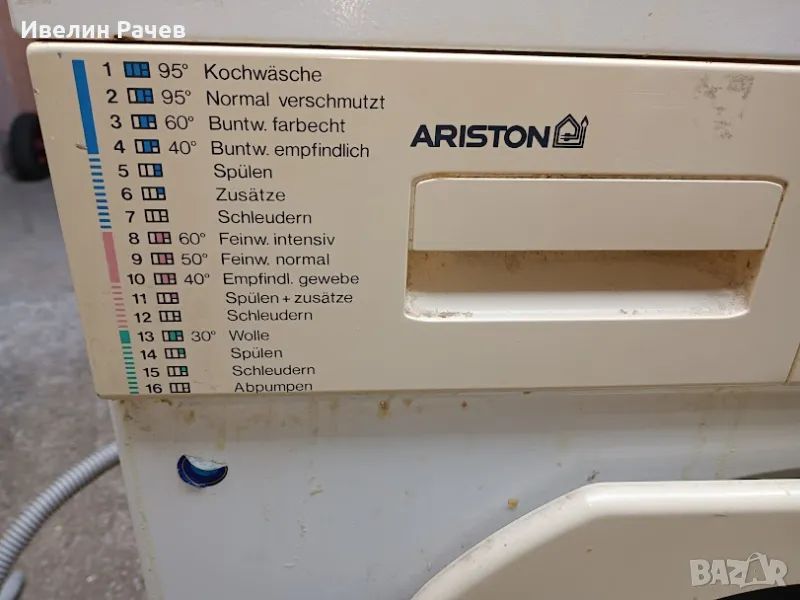 Ивелин Рачев
1 95° Kochwäsche
2 95° Normal verschmutzt
3 60° Buntw. farbecht
4 40° Buntw. empfindlich
5 Spülen
6 Zusätze
7 Schleudern
8 60° Feinw. intensiv
9 50° Feinw. normal
10 40° Empfindl. gewebe
11 Spülen + zusätze
12 Schleudern
13 30° Wolle
14 Spülen
15 Schleudern
16 Abpumpen
ARISTON
BAZAR